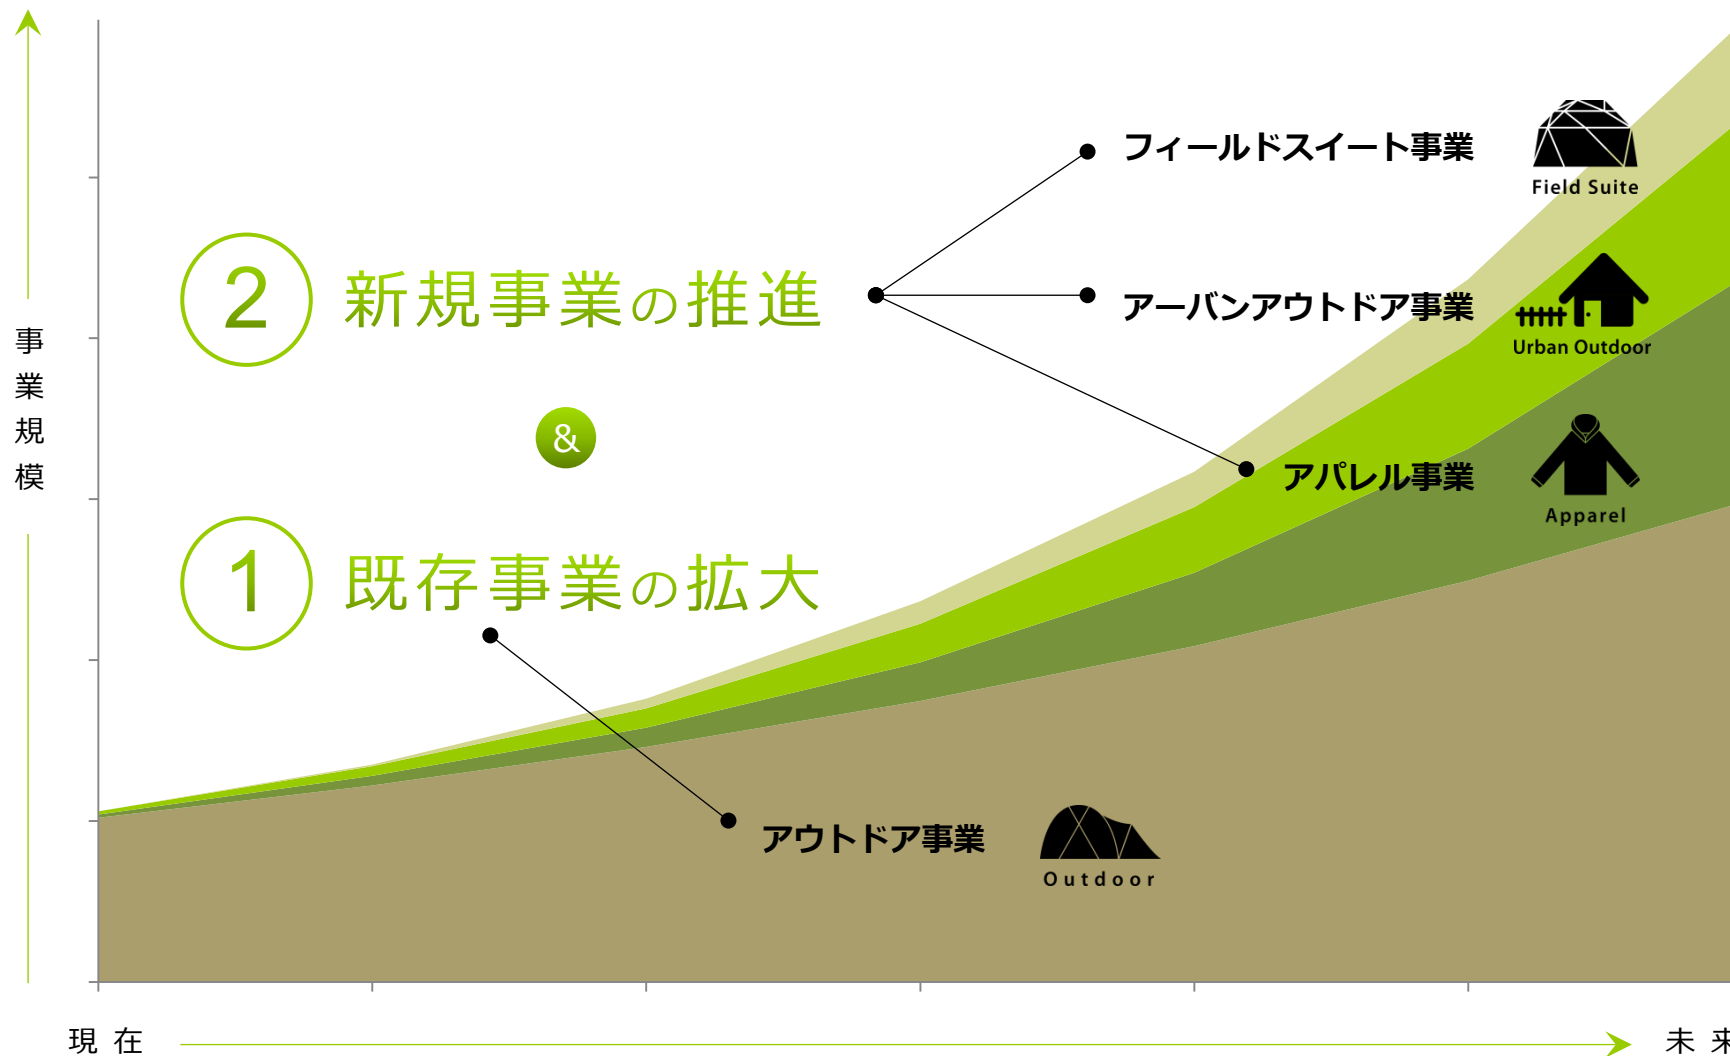 事業規模
② 新規事業の推進
&
① 既存事業の拡大
フィールドスイート事業
Field Suite
アーバンアウトドア事業
Urban Outdoor
アパレル事業
Apparel
アウトドア事業
Outdoor
現在
未来